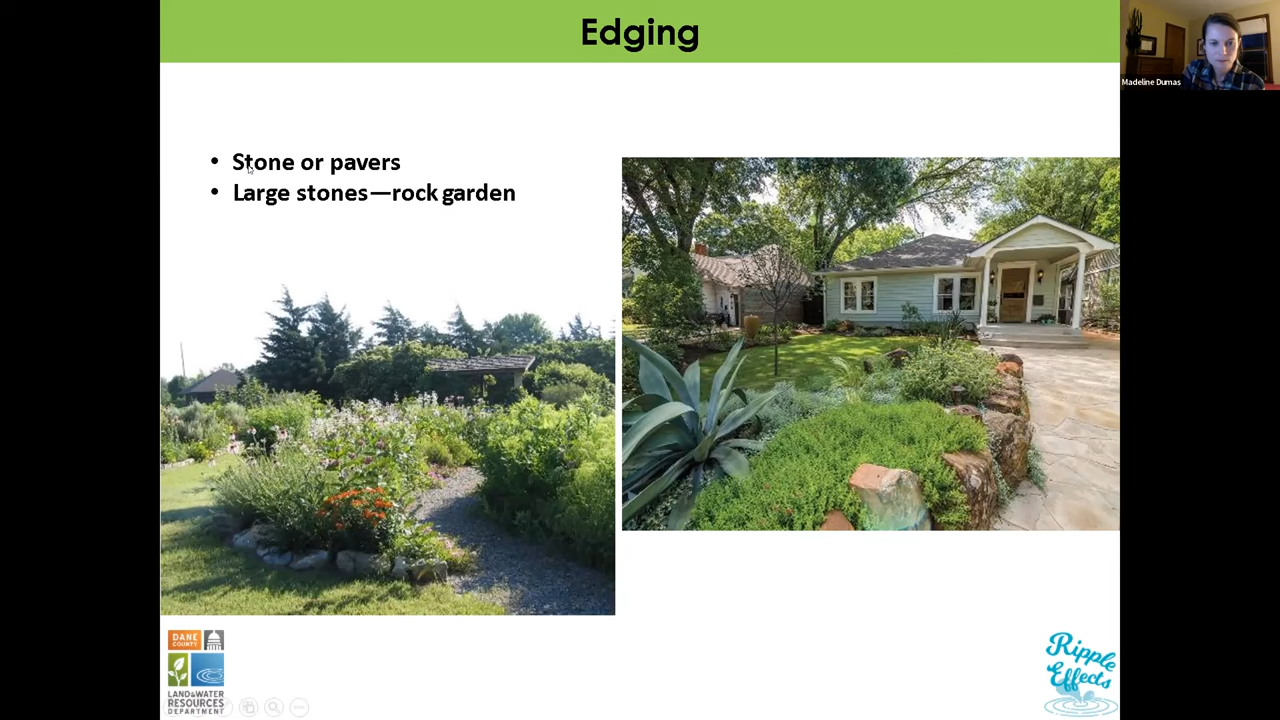 Edging
Madeline Dumas
• Stone or pavers
• Large stones—rock garden
DANE
COUNTY
LAND&WATER
RESOURCES
DEPARTMENT
Ripple
Effects